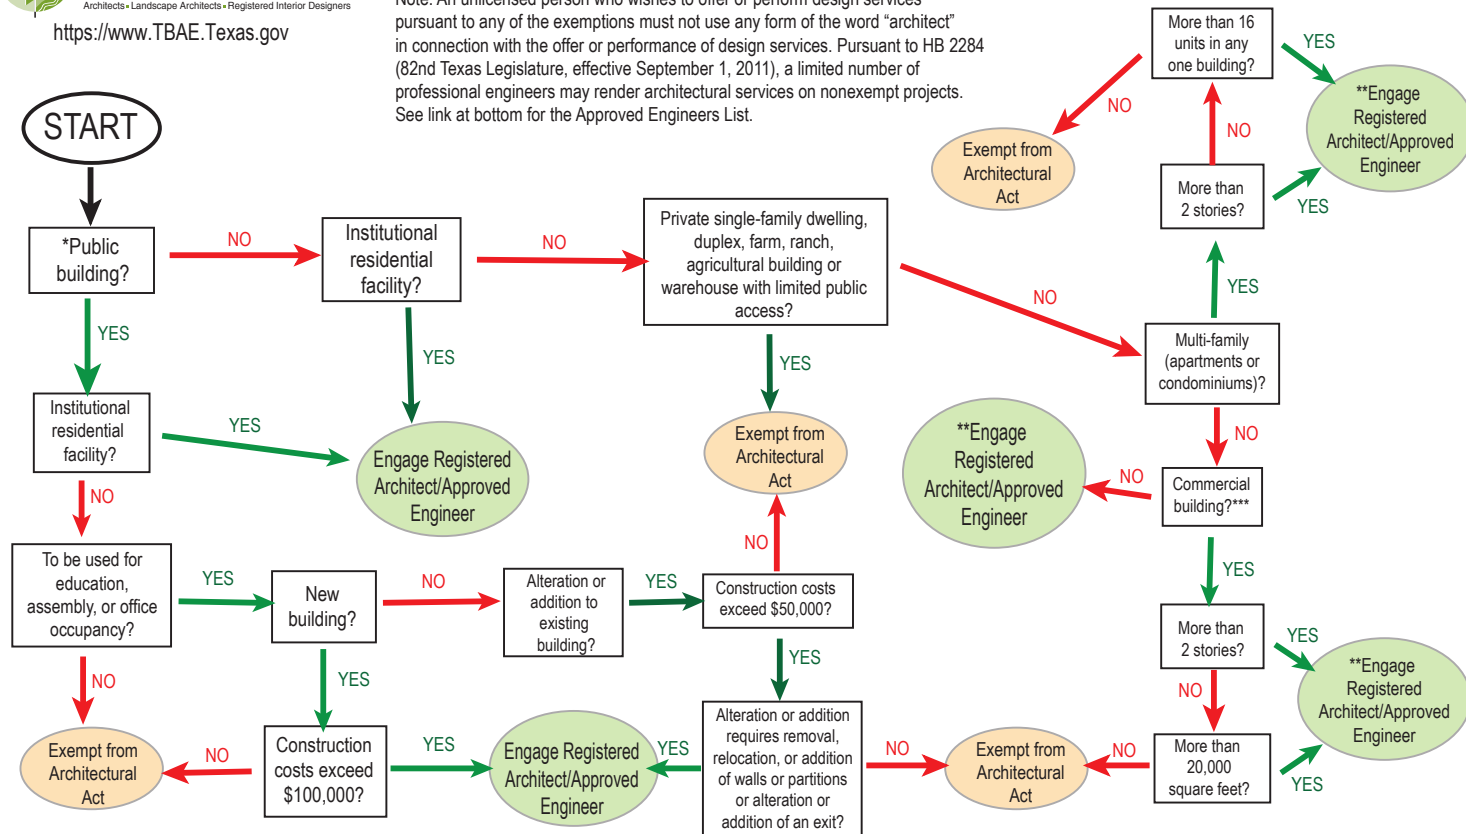 Architects ▪ Landscape Architects ▪ Registered Interior Designers
https://www.TBAE.Texas.gov
Note: An unlicensed person who wishes to offer or perform design services
pursuant to any of the exemptions must not use any form of the word “architect”
in connection with the offer or performance of design services. Pursuant to HB 2284
(82nd Texas Legislature, effective September 1, 2011), a limited number of
professional engineers may render architectural services on nonexempt projects.
See link at bottom for the Approved Engineers List.
START
*Public
building?
NO
Institutional
residential
facility?
NO
Private single-family dwelling,
duplex, farm, ranch,
agricultural building or
warehouse with limited public
access?
NO
YES
YES
YES
Institutional
residential
facility?
YES
Engage Registered
Architect/Approved
Engineer
Exempt from
Architectural
Act
NO
To be used for
education,
assembly, or office
occupancy?
YES
New
building?
NO
Alteration or
addition to
existing
building?
YES
Construction costs
exceed $50,000?
NO
NO
YES
YES
Exempt from
Architectural
Act
NO
Construction
costs exceed
$100,000?
YES
Engage Registered
Architect/Approved
Engineer
YES
Alteration or addition
requires removal,
relocation, or addition
of walls or partitions
or alteration or
addition of an exit?
NO
Exempt from
Architectural
Act
NO
More than 16
units in any
one building?
YES
NO
Exempt from
Architectural
Act
**Engage
Registered
Architect/Approved
Engineer
NO
More than
2 stories?
YES
YES
Multi-family
(apartments or
condominiums)?
NO
**Engage
Registered
Architect/Approved
Engineer
NO
Commercial
building?***
YES
More than
2 stories?
YES
**Engage
Registered
Architect/Approved
Engineer
NO
More than
20,000
square feet?
YES